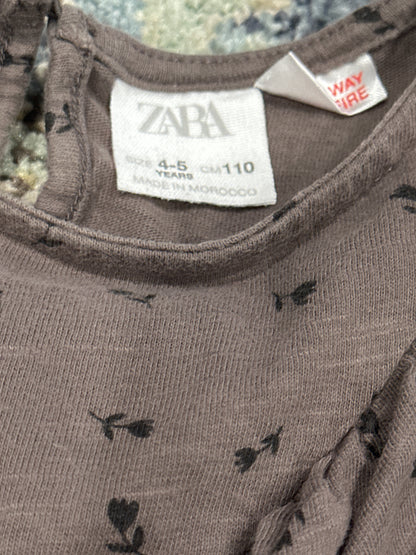 ZARA
SIZE 4-5 CM 110
YEARS
MADE IN MOROCCO
WAY
FIRE